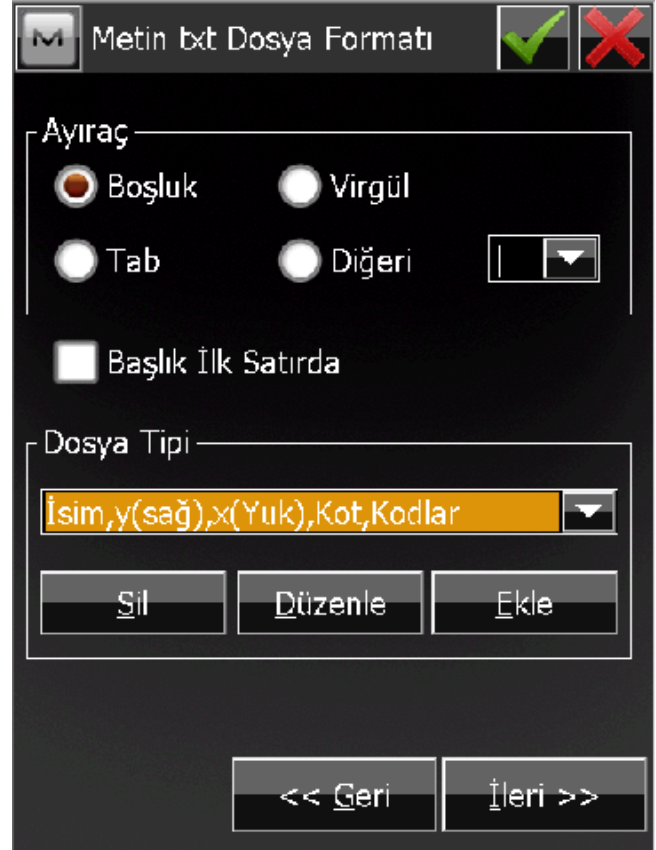 Metin txt Dosya Formatı
Ayıraç
Boşluk Virgül
Tab Diğeri
Başlık İlk Satırda
Dosya Tipi
İsim,y(sağ),x(Yuk),Kot,Kodlar
Sil Düzenle Ekle
<< Geri İleri >>